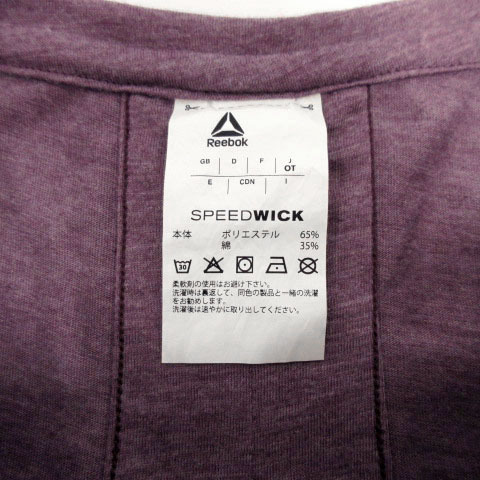 Reebok
GB D F J
OT
E CDN I
SPEEDWICK
本体 ポリエステル 65%
綿 35%
30
柔軟剤の使用はお避け下さい。
洗濯時は裏返して、同色の製品と一緒の洗濯
をお勧めします。
洗濯後は速やかに取り出してください。